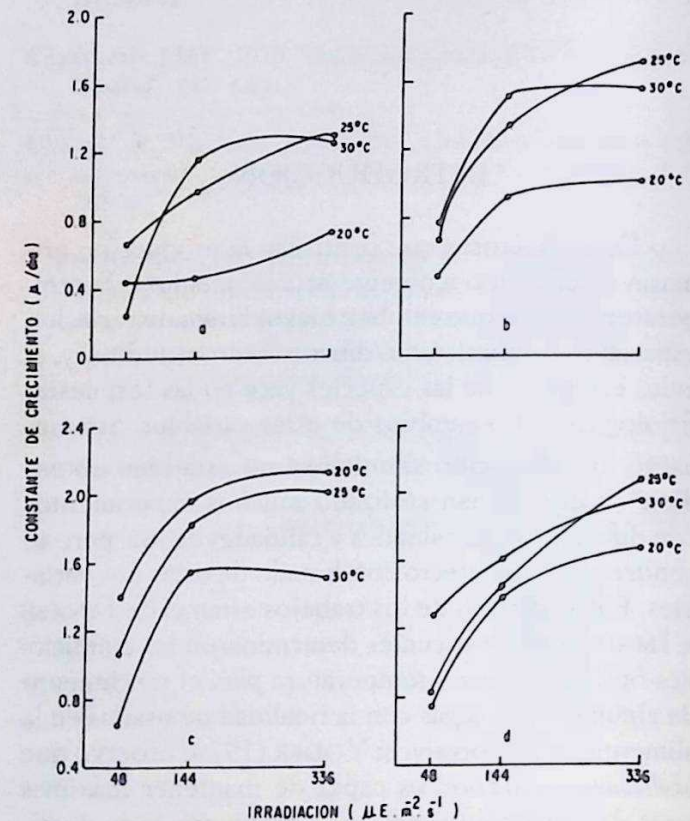 2.0
1.6
1.2
0.8
0.4
0
25°C
30°C
20°C
a
25°C
30°C
20°C
b
CONSTANTE DE CRECIMIENTO ( µ /dia)
2.4
2.0
1.6
1.2
0.8
0.4
20°C
25°C
30°C
c
48
144
336
25°C
30°C
20°C
d
48
144
336
IRRADIACION ( µE . m⁻² s⁻¹ )